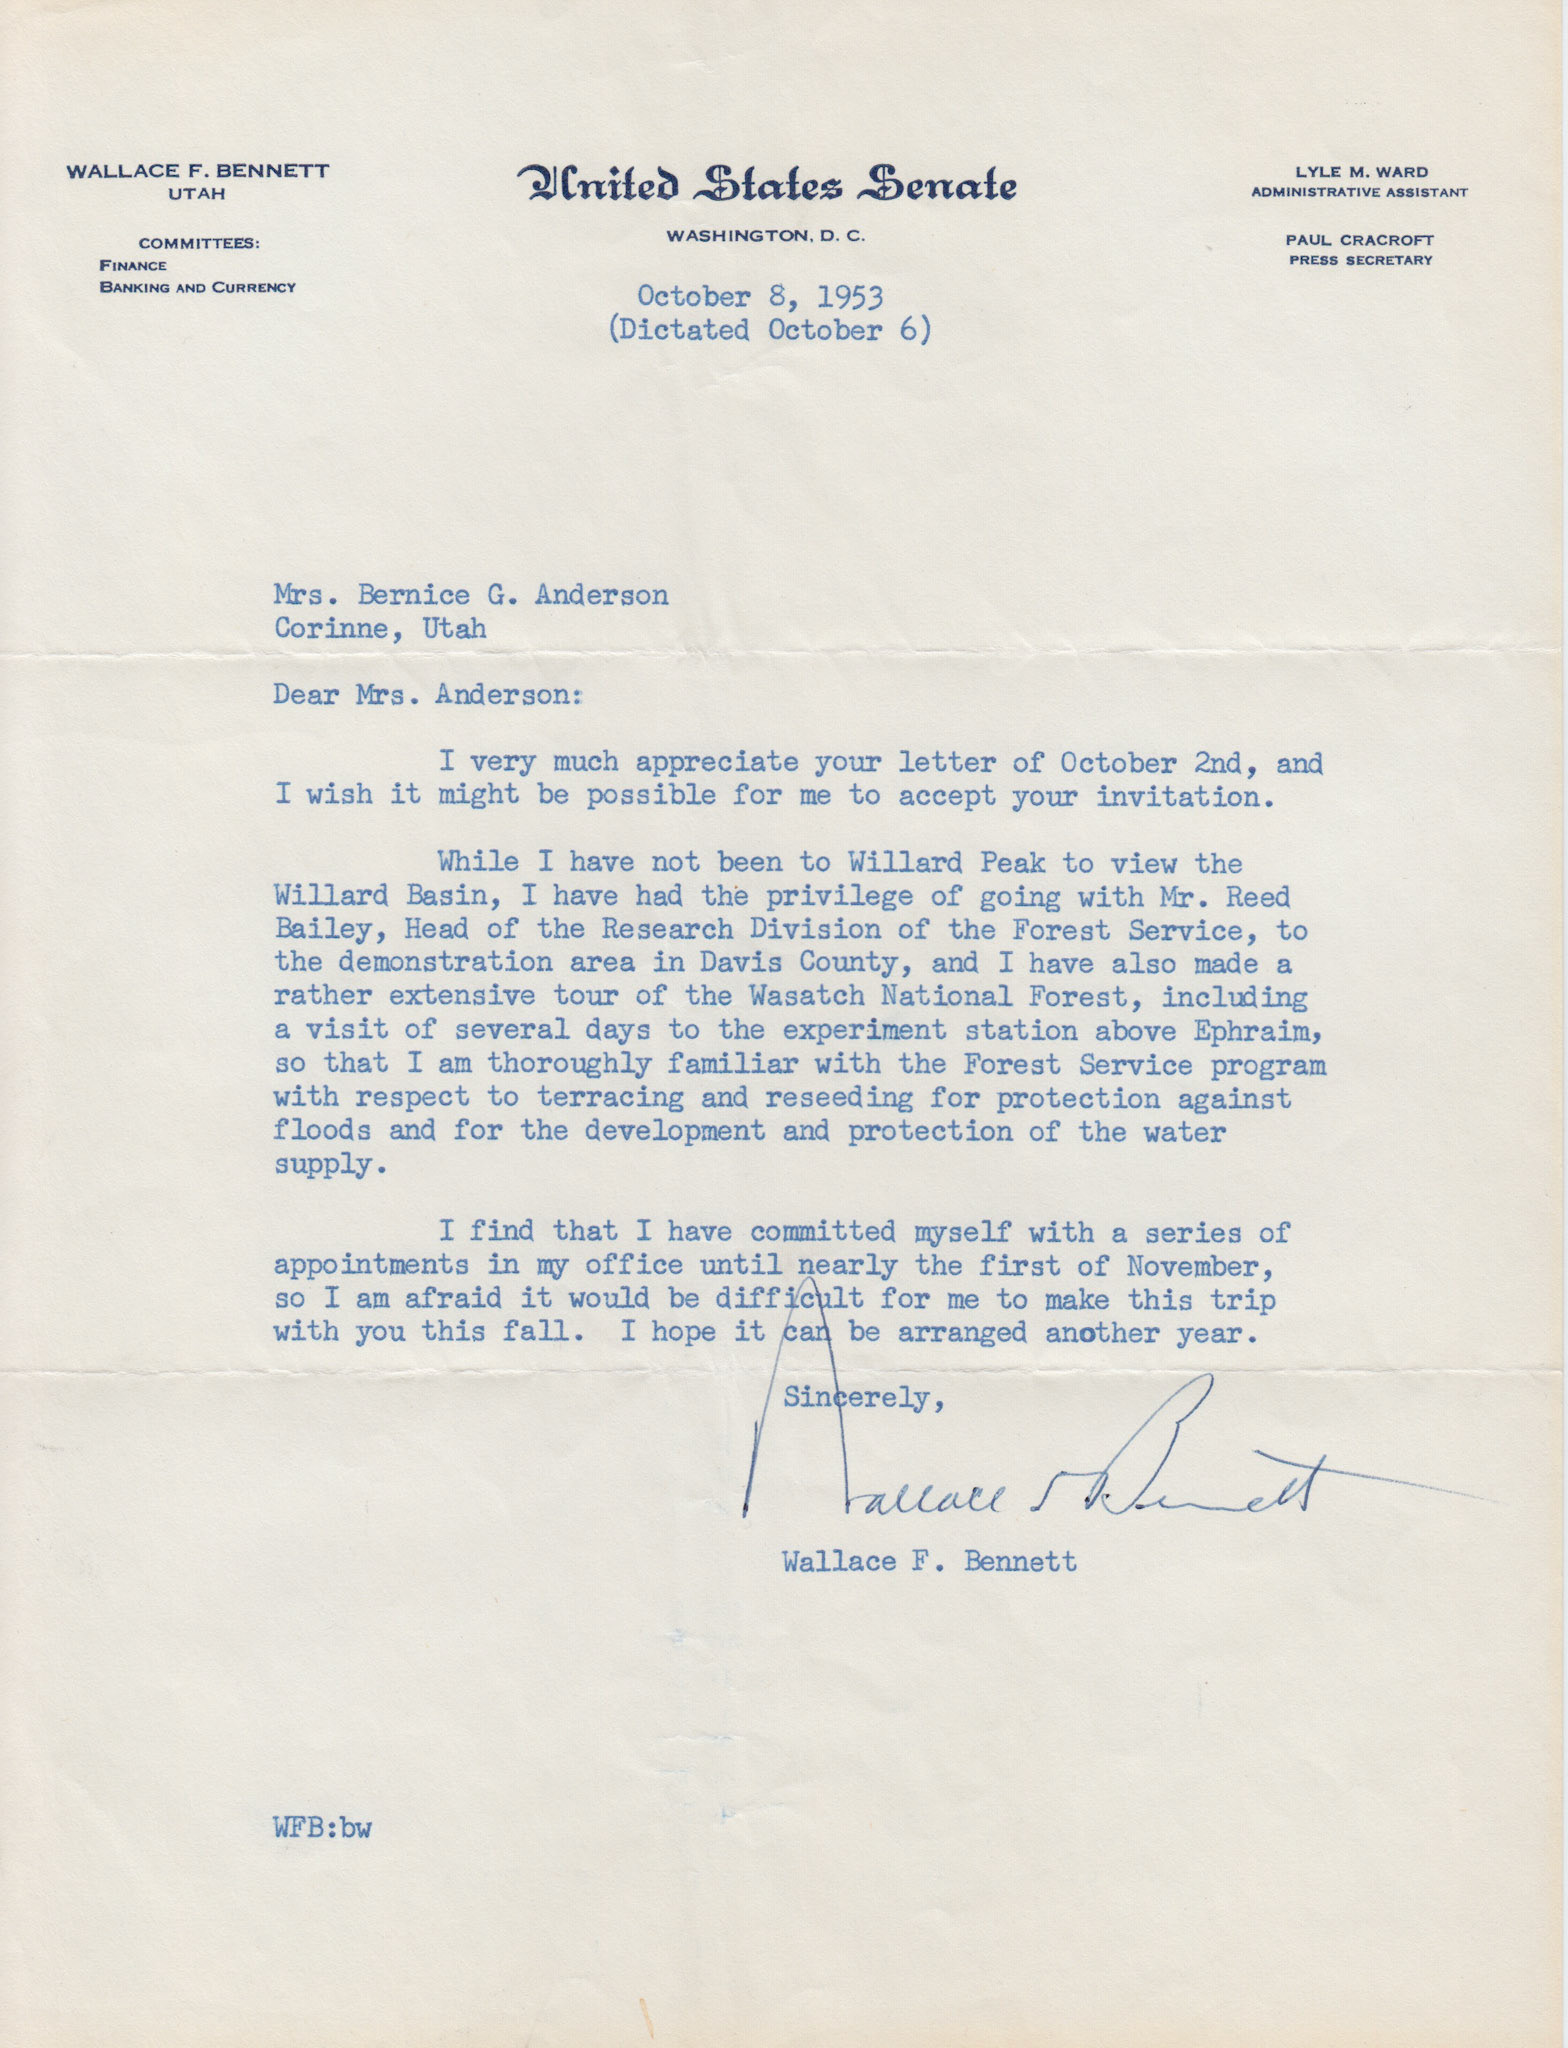 WALLACE F. BENNETT
UTAH
COMMITTEES:
FINANCE
BANKING AND CURRENCY
United States Senate
WASHINGTON, D. C.
LYLE M. WARD
ADMINISTRATIVE ASSISTANT
PAUL CRACROFT
PRESS SECRETARY
October 8, 1953
(Dictated October 6)
Mrs. Bernice G. Anderson
Corinne, Utah
Dear Mrs. Anderson:
I very much appreciate your letter of October 2nd, and
I wish it might be possible for me to accept your invitation.
While I have not been to Willard Peak to view the
Willard Basin, I have had the privilege of going with Mr. Reed
Bailey, Head of the Research Division of the Forest Service, to
the demonstration area in Davis County, and I have also made a
rather extensive tour of the Wasatch National Forest, including
a visit of several days to the experiment station above Ephraim,
so that I am thoroughly familiar with the Forest Service program
with respect to terracing and reseeding for protection against
floods and for the development and protection of the water
supply.
I find that I have committed myself with a series of
appointments in my office until nearly the first of November,
so I am afraid it would be difficult for me to make this trip
with you this fall. I hope it can be arranged another year.
Sincerely,
Wallace F. Bennett
Wallace F. Bennett
WFB:bw